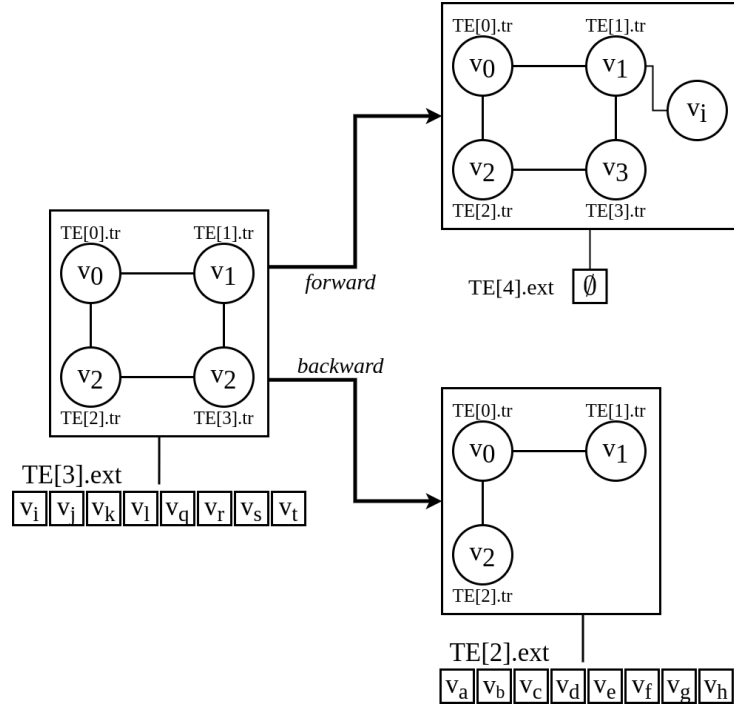 TE[0].tr TE[1].tr
v0 v1
vi
v2 v3
TE[2].tr TE[3].tr
TE[4].ext ∅
forward
TE[0].tr TE[1].tr
v0 v1
v2 v2
TE[2].tr TE[3].tr
TE[3].ext
vi vj vk vl vq vr vs vt
backward
TE[0].tr TE[1].tr
v0 v1
v2
TE[2].tr
TE[2].ext
va vb vc vd ve vf vg vh